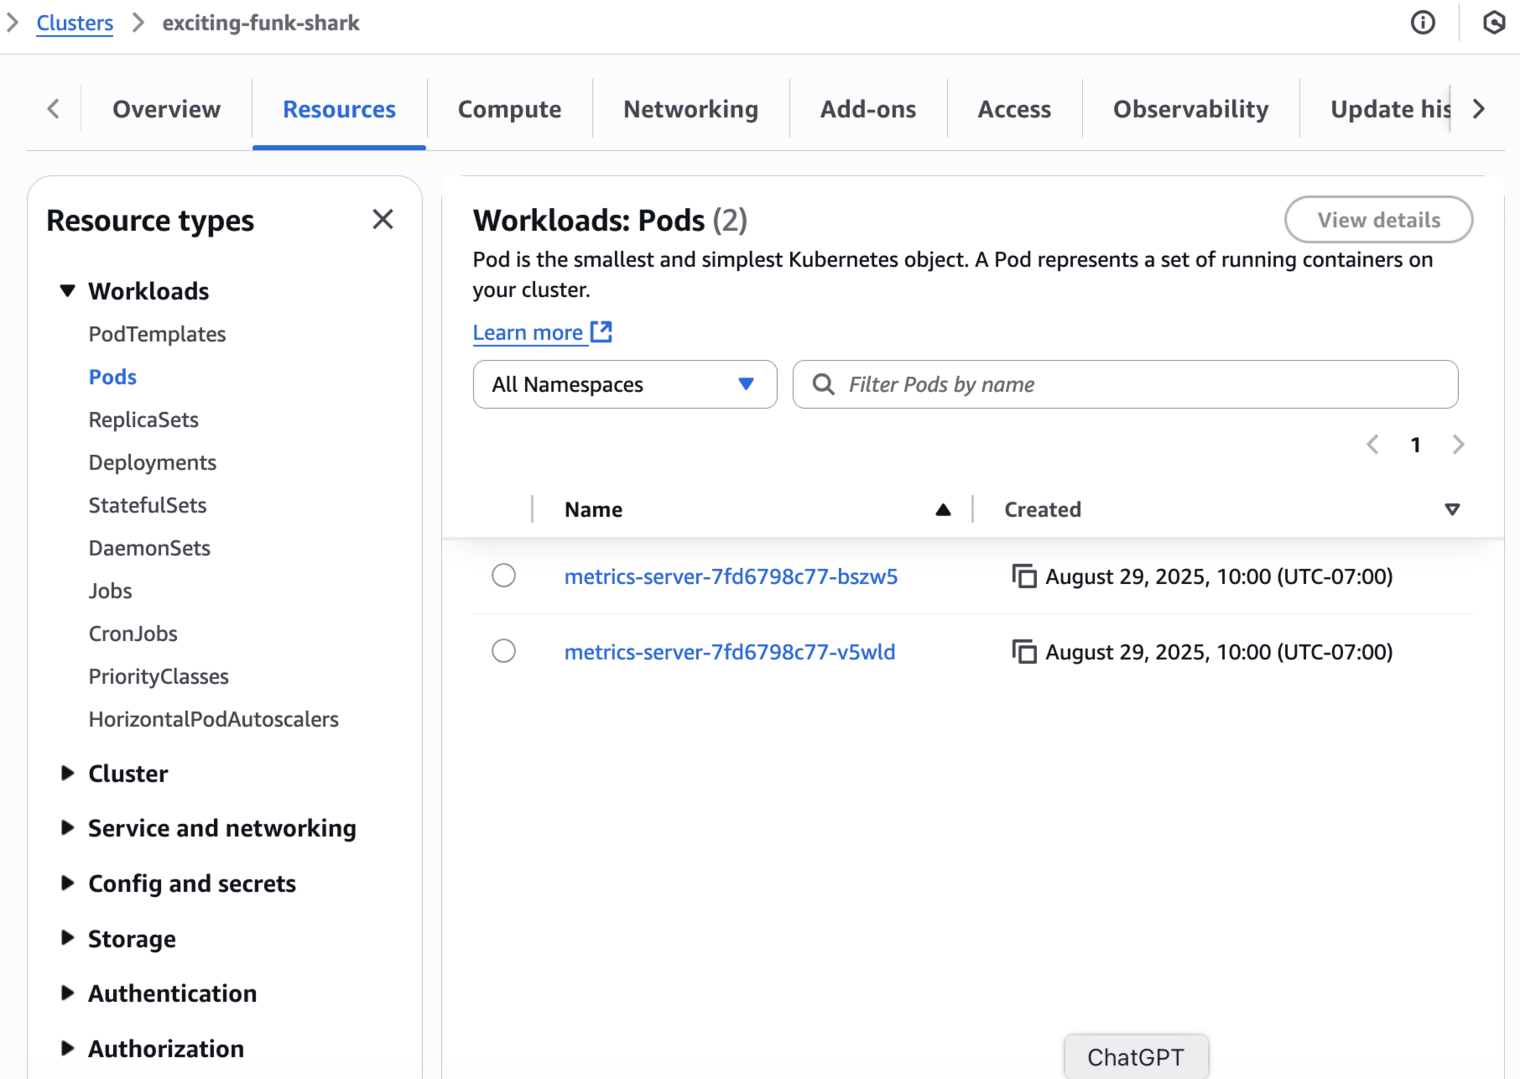 Clusters
exciting-funk-shark
Overview
Resources
Compute
Networking
Add-ons
Access
Observability
Update his
Resource types
Workloads
PodTemplates
Pods
ReplicaSets
Deployments
StatefulSets
DaemonSets
Jobs
CronJobs
PriorityClasses
HorizontalPodAutoscalers
Cluster
Service and networking
Config and secrets
Storage
Authentication
Authorization
Workloads: Pods (2)
View details
Pod is the smallest and simplest Kubernetes object. A Pod represents a set of running containers on
your cluster.
Learn more
All Namespaces
Filter Pods by name
1
Name
Created
metrics-server-7fd6798c77-bszw5
August 29, 2025, 10:00 (UTC-07:00)
metrics-server-7fd6798c77-v5wld
August 29, 2025, 10:00 (UTC-07:00)
ChatGPT